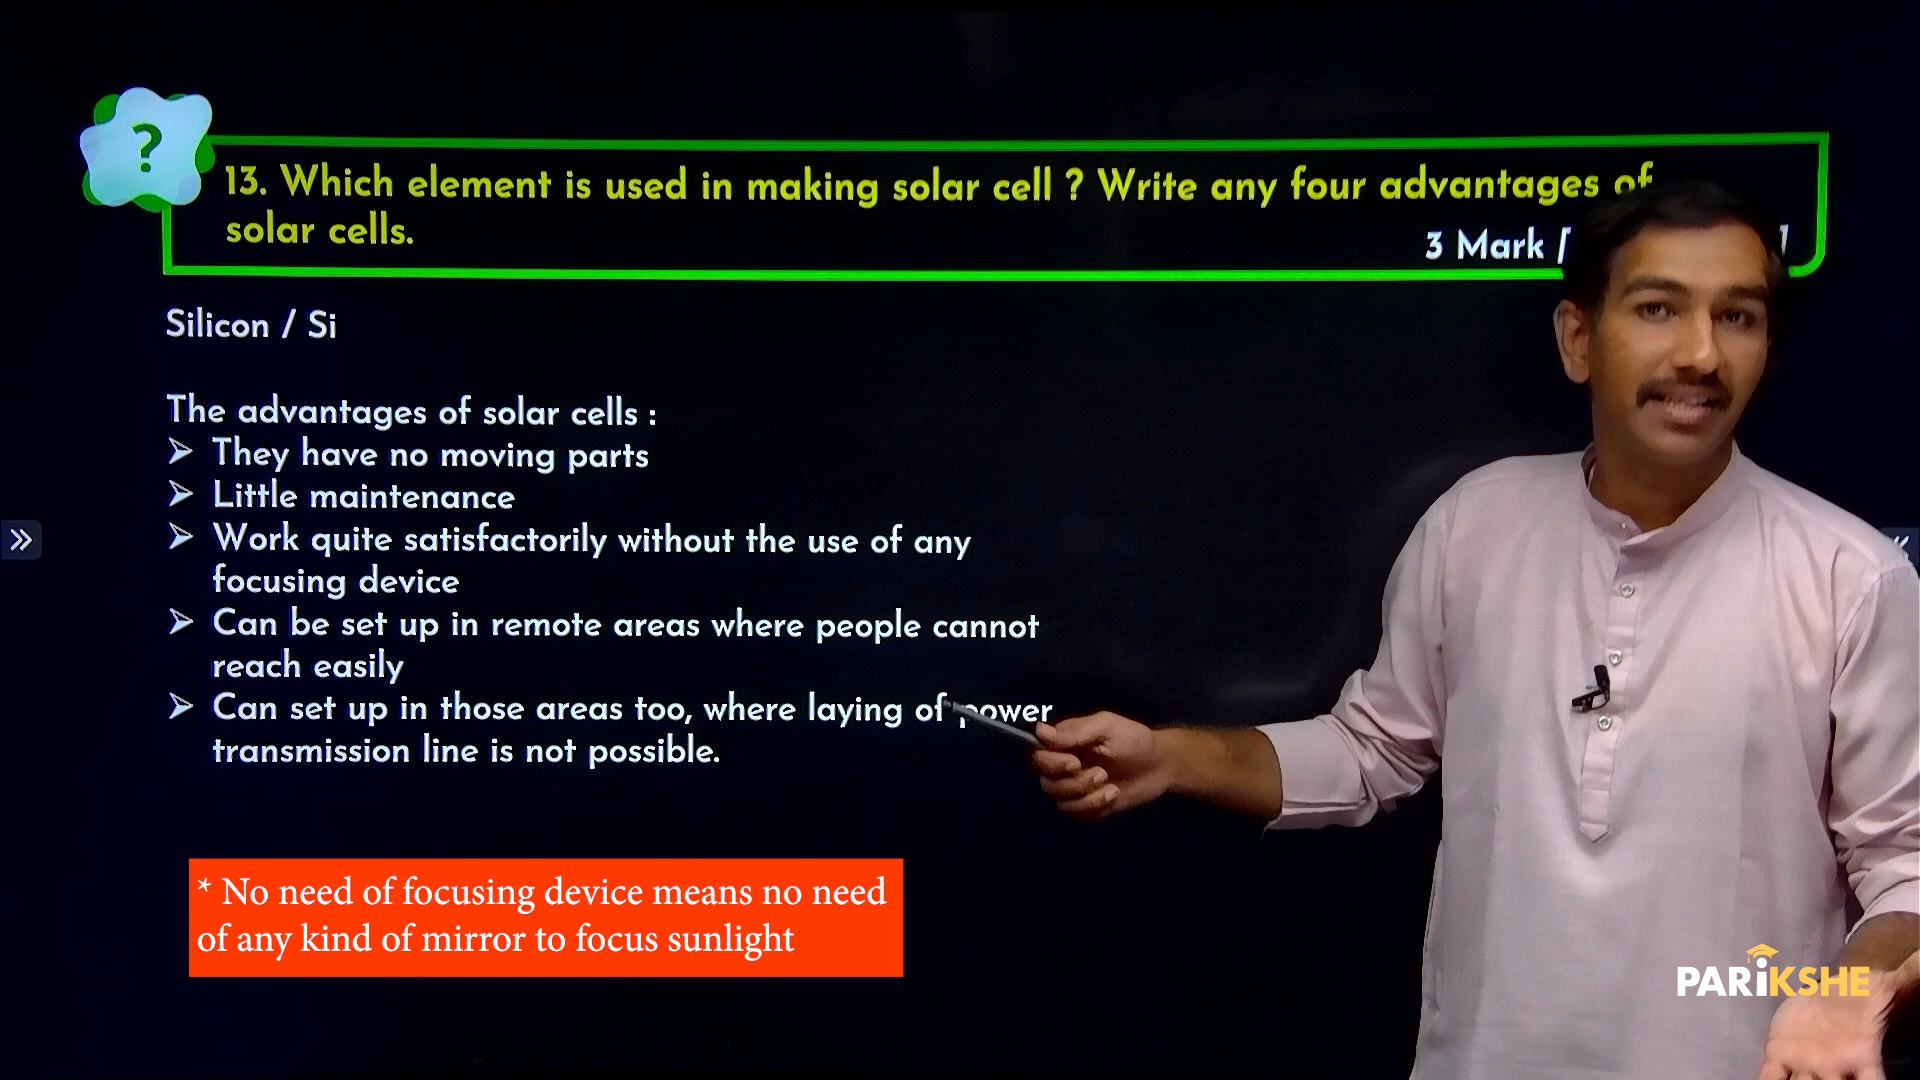 ?
13. Which element is used in making solar cell ? Write any four advantages of
solar cells.
3 Mark [ ]
Silicon / Si
The advantages of solar cells :
➤ They have no moving parts
➤ Little maintenance
➤ Work quite satisfactorily without the use of any
focusing device
➤ Can be set up in remote areas where people cannot
reach easily
➤ Can set up in those areas too, where laying of power
transmission line is not possible.
* No need of focusing device means no need
of any kind of mirror to focus sunlight
PARiKSHE